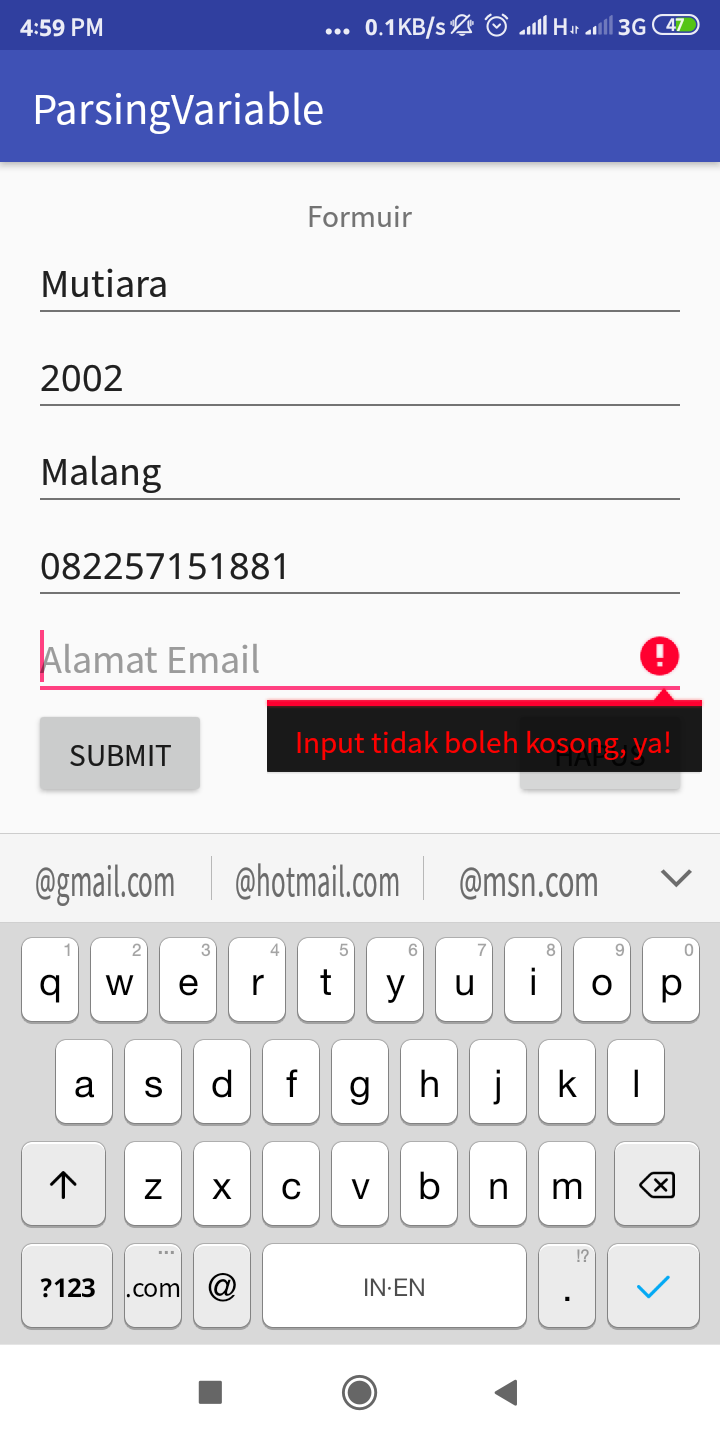 4:59 PM ... 0.1KB/s H 3G 47
ParsingVariable
Formuir
Mutiara
2002
Malang
082257151881
Alamat Email
SUBMIT
Input tidak boleh kosong, ya!
HAPUS
@gmail.com @hotmail.com @msn.com
1 2 3 4 5 6 7 8 9 0
q w e r t y u i o p
a s d f g h j k l
z x c v b n m
... !?
?123 .com @ IN·EN .